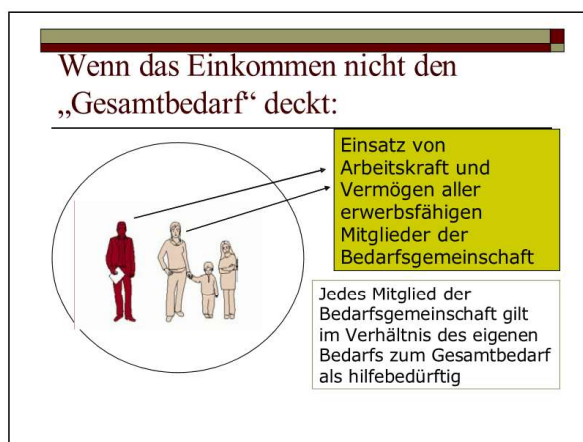 Wenn das Einkommen nicht den
„Gesamtbedarf“ deckt:
Einsatz von
Arbeitskraft und
Vermögen aller
erwerbsfähigen
Mitglieder der
Bedarfsgemeinschaft
Jedes Mitglied der
Bedarfsgemeinschaft gilt
im Verhältnis des eigenen
Bedarfs zum Gesamtbedarf
als hilfebedürftig